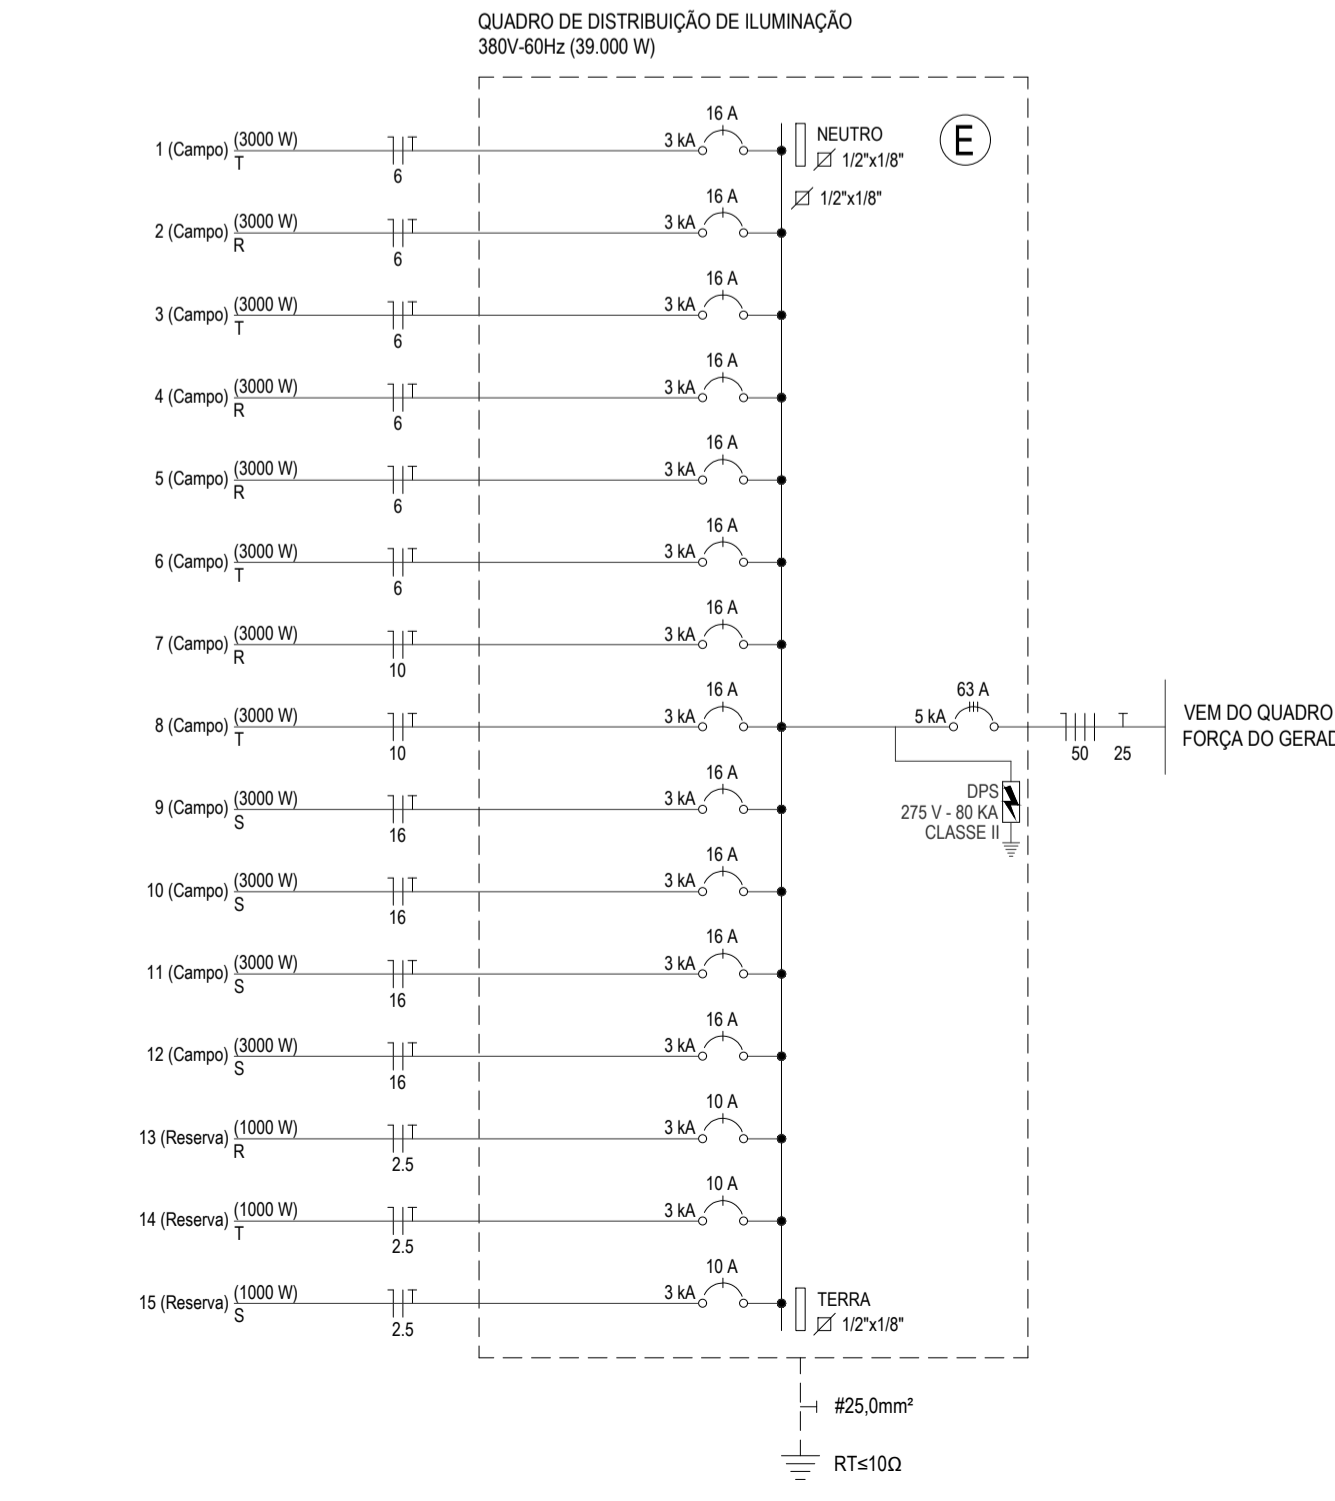 QUADRO DE DISTRIBUIÇÃO DE ILUMINAÇÃO
380V-60Hz (39.000 W)
1 (Campo) (3000 W) T 6 3 kA 16 A
NEUTRO
1/2"x1/8"
E
1/2"x1/8"
2 (Campo) (3000 W) R 6 3 kA 16 A
3 (Campo) (3000 W) T 6 3 kA 16 A
4 (Campo) (3000 W) R 6 3 kA 16 A
5 (Campo) (3000 W) R 6 3 kA 16 A
6 (Campo) (3000 W) T 6 3 kA 16 A
7 (Campo) (3000 W) R 10 3 kA 16 A
8 (Campo) (3000 W) T 10 3 kA 16 A
5 kA 63 A
50 25
VEM DO QUADRO
FORÇA DO
DPS
275 V - 80 KA
CLASSE II
9 (Campo) (3000 W) S 16 3 kA 16 A
10 (Campo) (3000 W) S 16 3 kA 16 A
11 (Campo) (3000 W) S 16 3 kA 16 A
12 (Campo) (3000 W) S 16 3 kA 16 A
13 (Reserva) (1000 W) R 2.5 3 kA 10 A
14 (Reserva) (1000 W) T 2.5 3 kA 10 A
15 (Reserva) (1000 W) S 2.5 3 kA 10 A
TERRA
1/2"x1/8"
#25,0mm²
RT≤10Ω